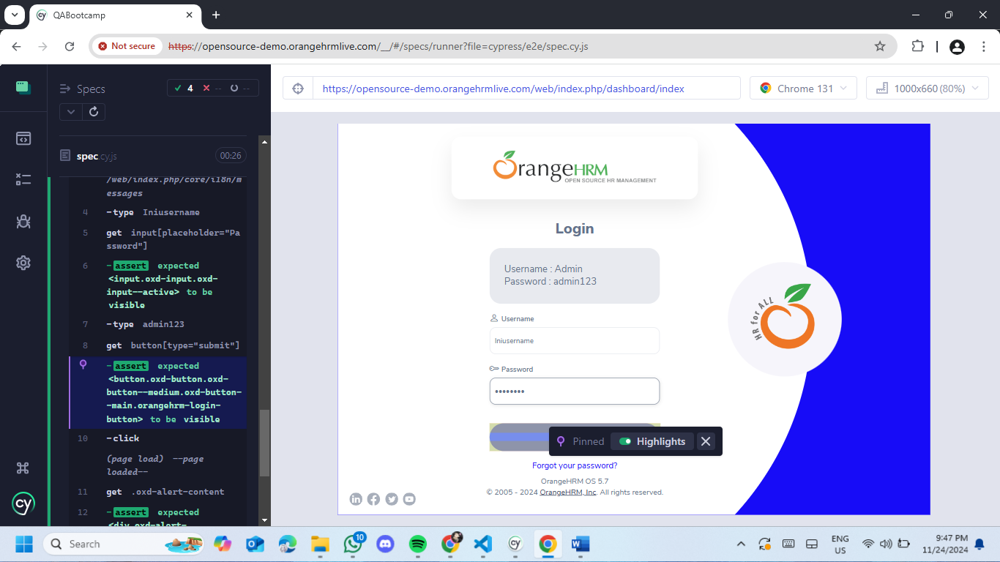 QABootcamp
Not secure
https://opensource-demo.orangehrmlive.com/__/#/specs/runner?file=cypress/e2e/spec.cy.js
Specs
4
--
--
https://opensource-demo.orangehrmlive.com/web/index.php/dashboard/index
Chrome 131
1000x660 (80%)
spec.cy.js
00:26
/web/index.php/core/i18n/m
essages
4 -type Iniusername
5 get input[placeholder="Pa
ssword"]
6 -assert expected
<input.oxd-input.oxd-
input--active> to be
visible
7 -type admin123
8 get button[type="submit"]
-assert expected
<button.oxd-button.oxd-
button--medium.oxd-button-
-main.orangehrm-login-
button> to be visible
10 -click
(page load) --page
loaded--
11 get .oxd-alert-content
12 -assert expected
<div.oxd-alert-
OrangeHRM
OPEN SOURCE HR MANAGEMENT
Login
Username : Admin
Password : admin123
Username
Iniusername
Password
••••••••
Pinned
Highlights
Forgot your password?
OrangeHRM OS 5.7
© 2005 - 2024 OrangeHRM, Inc. All rights reserved.
HR for ALL
cy
Search
10
ENG
US
9:47 PM
11/24/2024